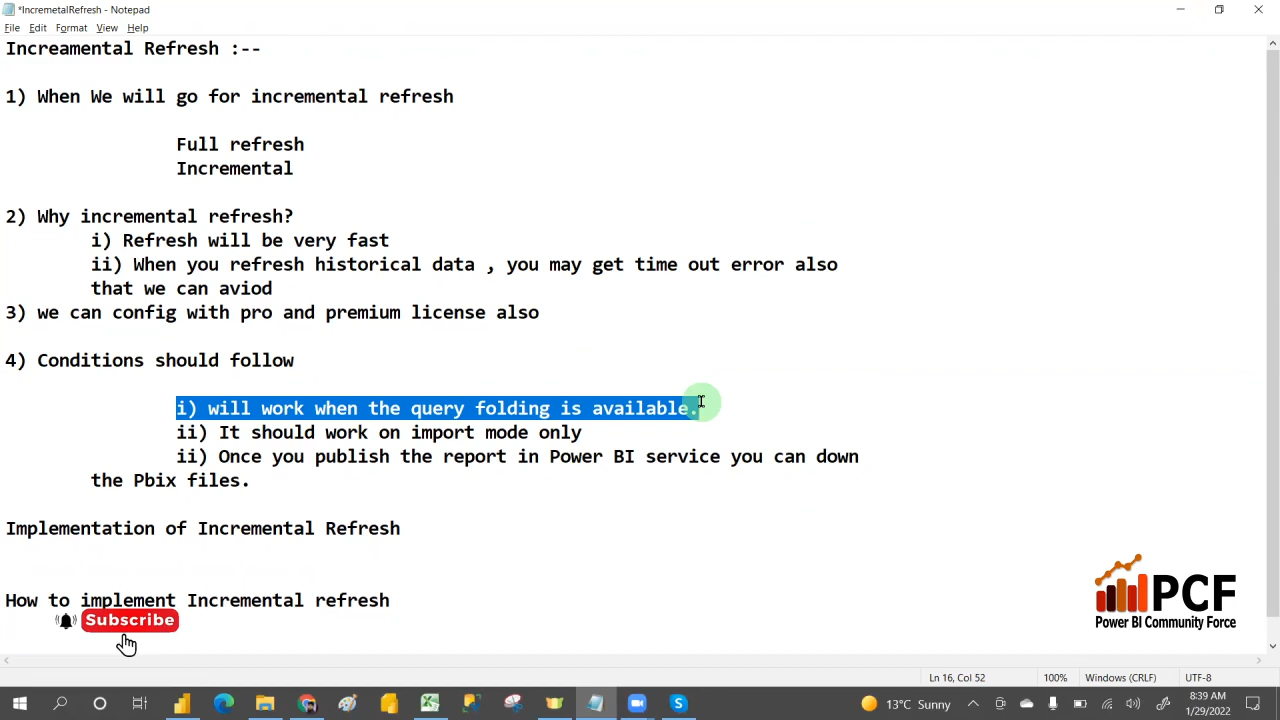 *IncremetalRefresh - Notepad
File Edit Format View Help
Increamental Refresh :--
1) When We will go for incremental refresh
Full refresh
Incremental
2) Why incremental refresh?
i) Refresh will be very fast
ii) When you refresh historical data , you may get time out error also
that we can aviod
3) we can config with pro and premium license also
4) Conditions should follow
i) will work when the query folding is available.
ii) It should work on import mode only
ii) Once you publish the report in Power BI service you can down
the Pbix files.
Implementation of Incremental Refresh
How to implement Incremental refresh
Subscribe
PCF
Power BI Community Force
Ln 16, Col 52
100%
Windows (CRLF)
UTF-8
13°C Sunny
8:39 AM
1/29/2022